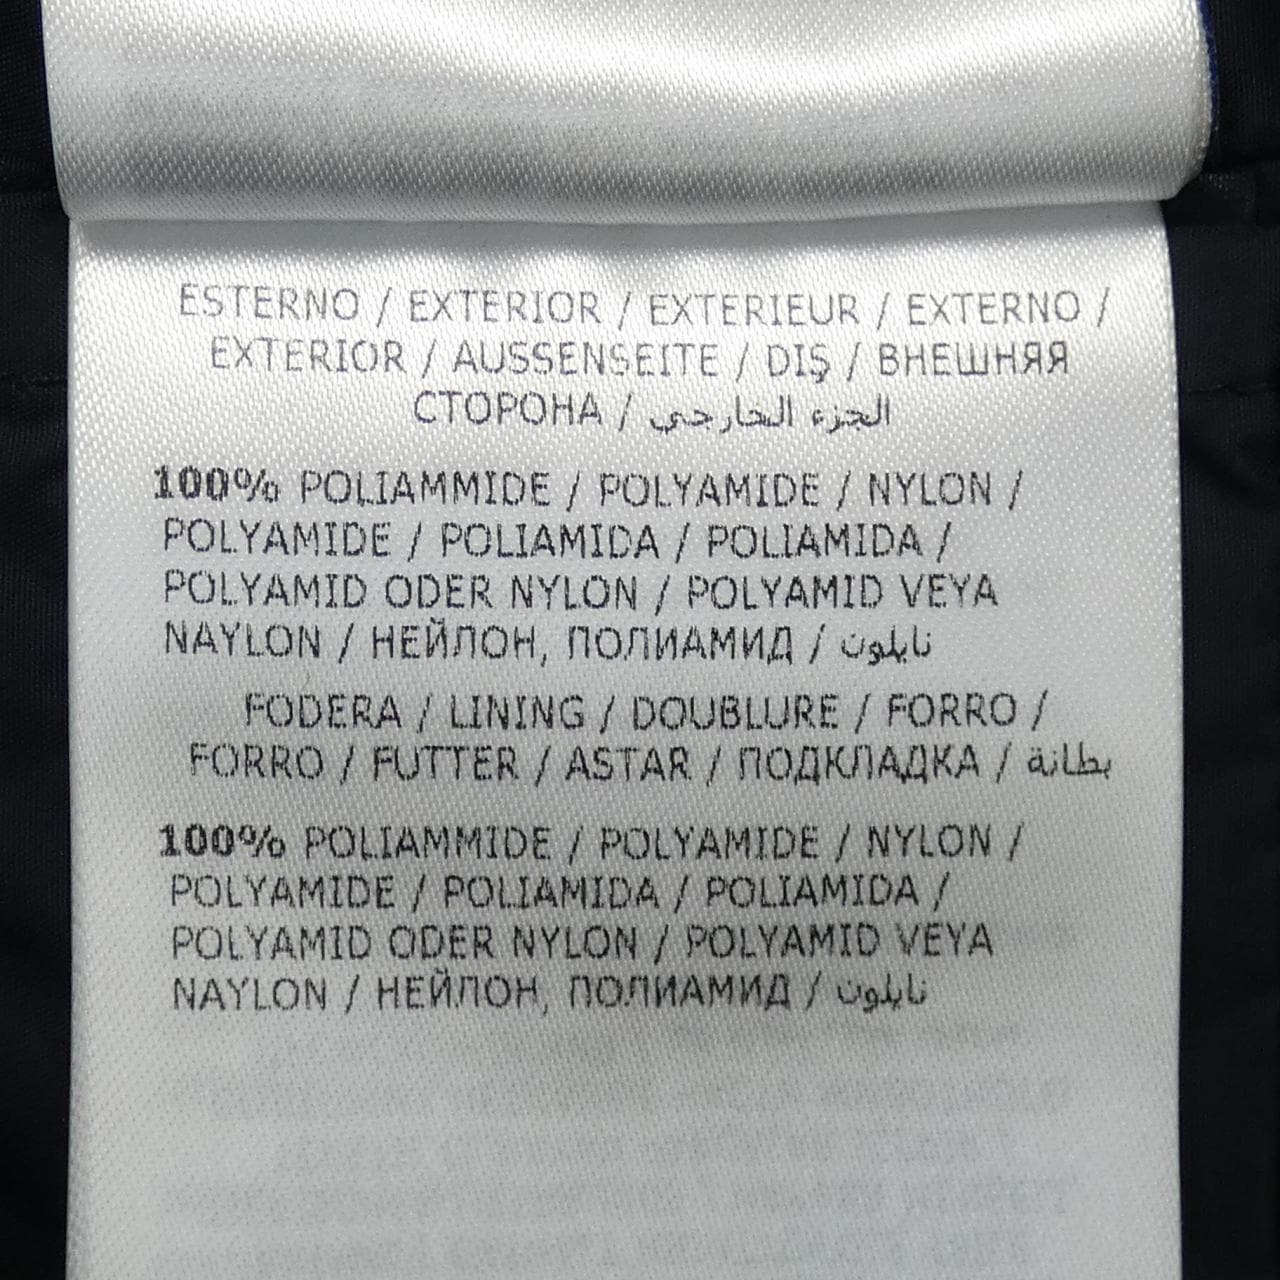 ESTERNO / EXTERIOR / EXTERIEUR / EXTERNO /
EXTERIOR / AUSSENSEITE / DIŞ / ВНЕШНЯЯ
СТОРОНА / الجزء الخارجي
100% POLIAMMIDE / POLYAMIDE / NYLON /
POLYAMIDE / POLIAMIDA / POLIAMIDA /
POLYAMID ODER NYLON / POLYAMID VEYA
NAYLON / НЕЙЛОН, ПОЛИАМИД / نايلون
FODERA / LINING / DOUBLURE / FORRO /
FORRO / FUTTER / ASTAR / ПОДКЛАДКА / بطانة
100% POLIAMMIDE / POLYAMIDE / NYLON /
POLYAMIDE / POLIAMIDA / POLIAMIDA /
POLYAMID ODER NYLON / POLYAMID VEYA
NAYLON / НЕЙЛОН, ПОЛИАМИД / نايلون